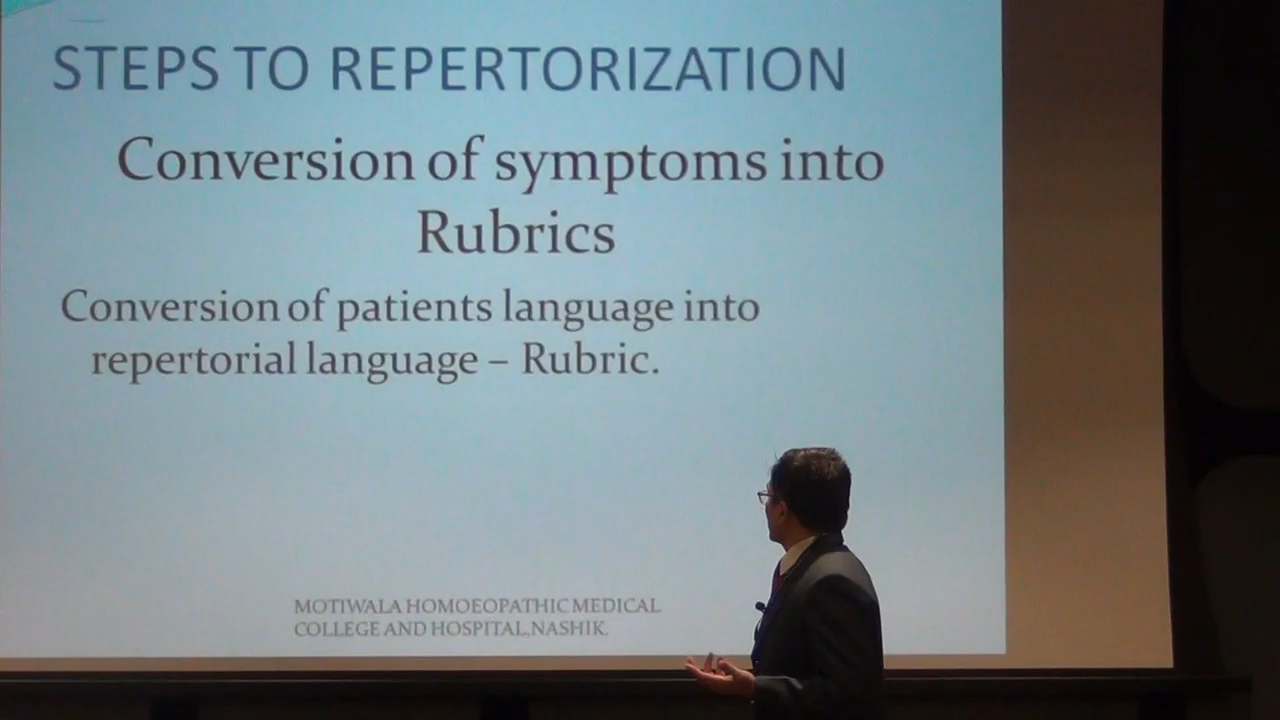 STEPS TO REPERTORIZATION
Conversion of symptoms into
Rubrics
Conversion of patients language into
repertorial language – Rubric.
MOTIWALA HOMOEOPATHIC MEDICAL
COLLEGE AND HOSPITAL,NASHIK.